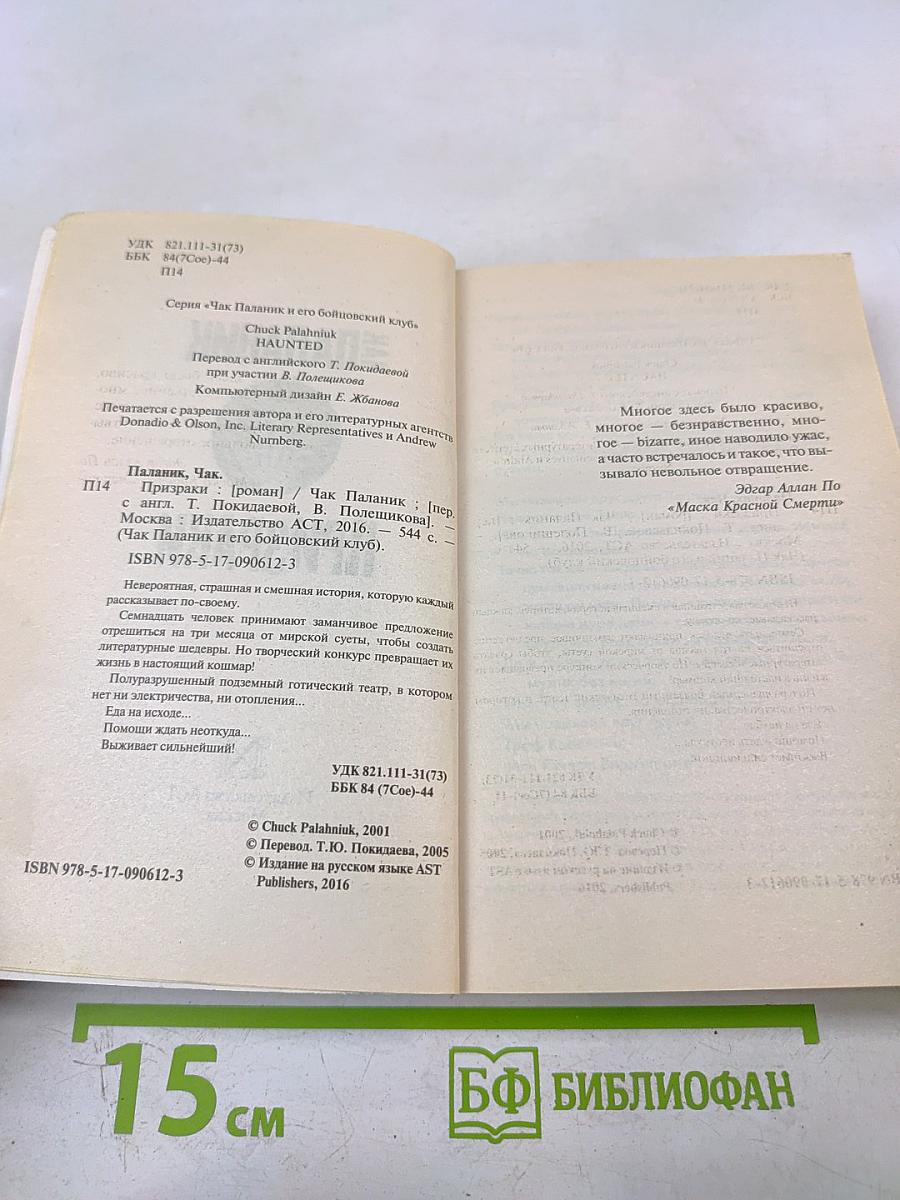 УДК 821.111-31(73)
ББК 84(7Сое)-44
П14
Серия «Чак Паланик и его бойцовский клуб»
Chuck Palahniuk
HAUNTED
Перевод с английского Т. Покидаевой
при участии В. Полещикова
Компьютерный дизайн Е. Жбанова
Печатается с разрешения автора и его литературных агентств
Donadio & Olson, Inc. Literary Representatives и Andrew
Nurnberg.
Паланик, Чак.
П14 Призраки : [роман] / Чак Паланик ; [пер.
с англ. Т. Покидаевой, В. Полещикова]. —
Москва : Издательство АСТ, 2016. — 544 с. —
(Чак Паланик и его бойцовский клуб).
ISBN 978-5-17-090612-3
Невероятная, страшная и смешная история, которую каждый
рассказывает по-своему.
Семнадцать человек принимают заманчивое предложение
отрешиться на три месяца от мирской суеты, чтобы создать
литературные шедевры. Но творческий конкурс превращает их
жизнь в настоящий кошмар!
Полуразрушенный подземный готический театр, в котором
нет ни электричества, ни отопления...
Еда на исходе...
Помощи ждать неоткуда...
Выживает сильнейший!
УДК 821.111-31(73)
ББК 84 (7Сое)-44
© Chuck Palahniuk, 2001
© Перевод. Т.Ю. Покидаева, 2005
© Издание на русском языке AST
Publishers, 2016
ISBN 978-5-17-090612-3
Многое здесь было красиво,
многое — безнравственно, мно-
гое — bizarre, иное наводило ужас,
а часто встречалось и такое, что вы-
зывало невольное отвращение.
Эдгар Аллан По
«Маска Красной Смерти»
15 см
БФ БИБЛИОФАН